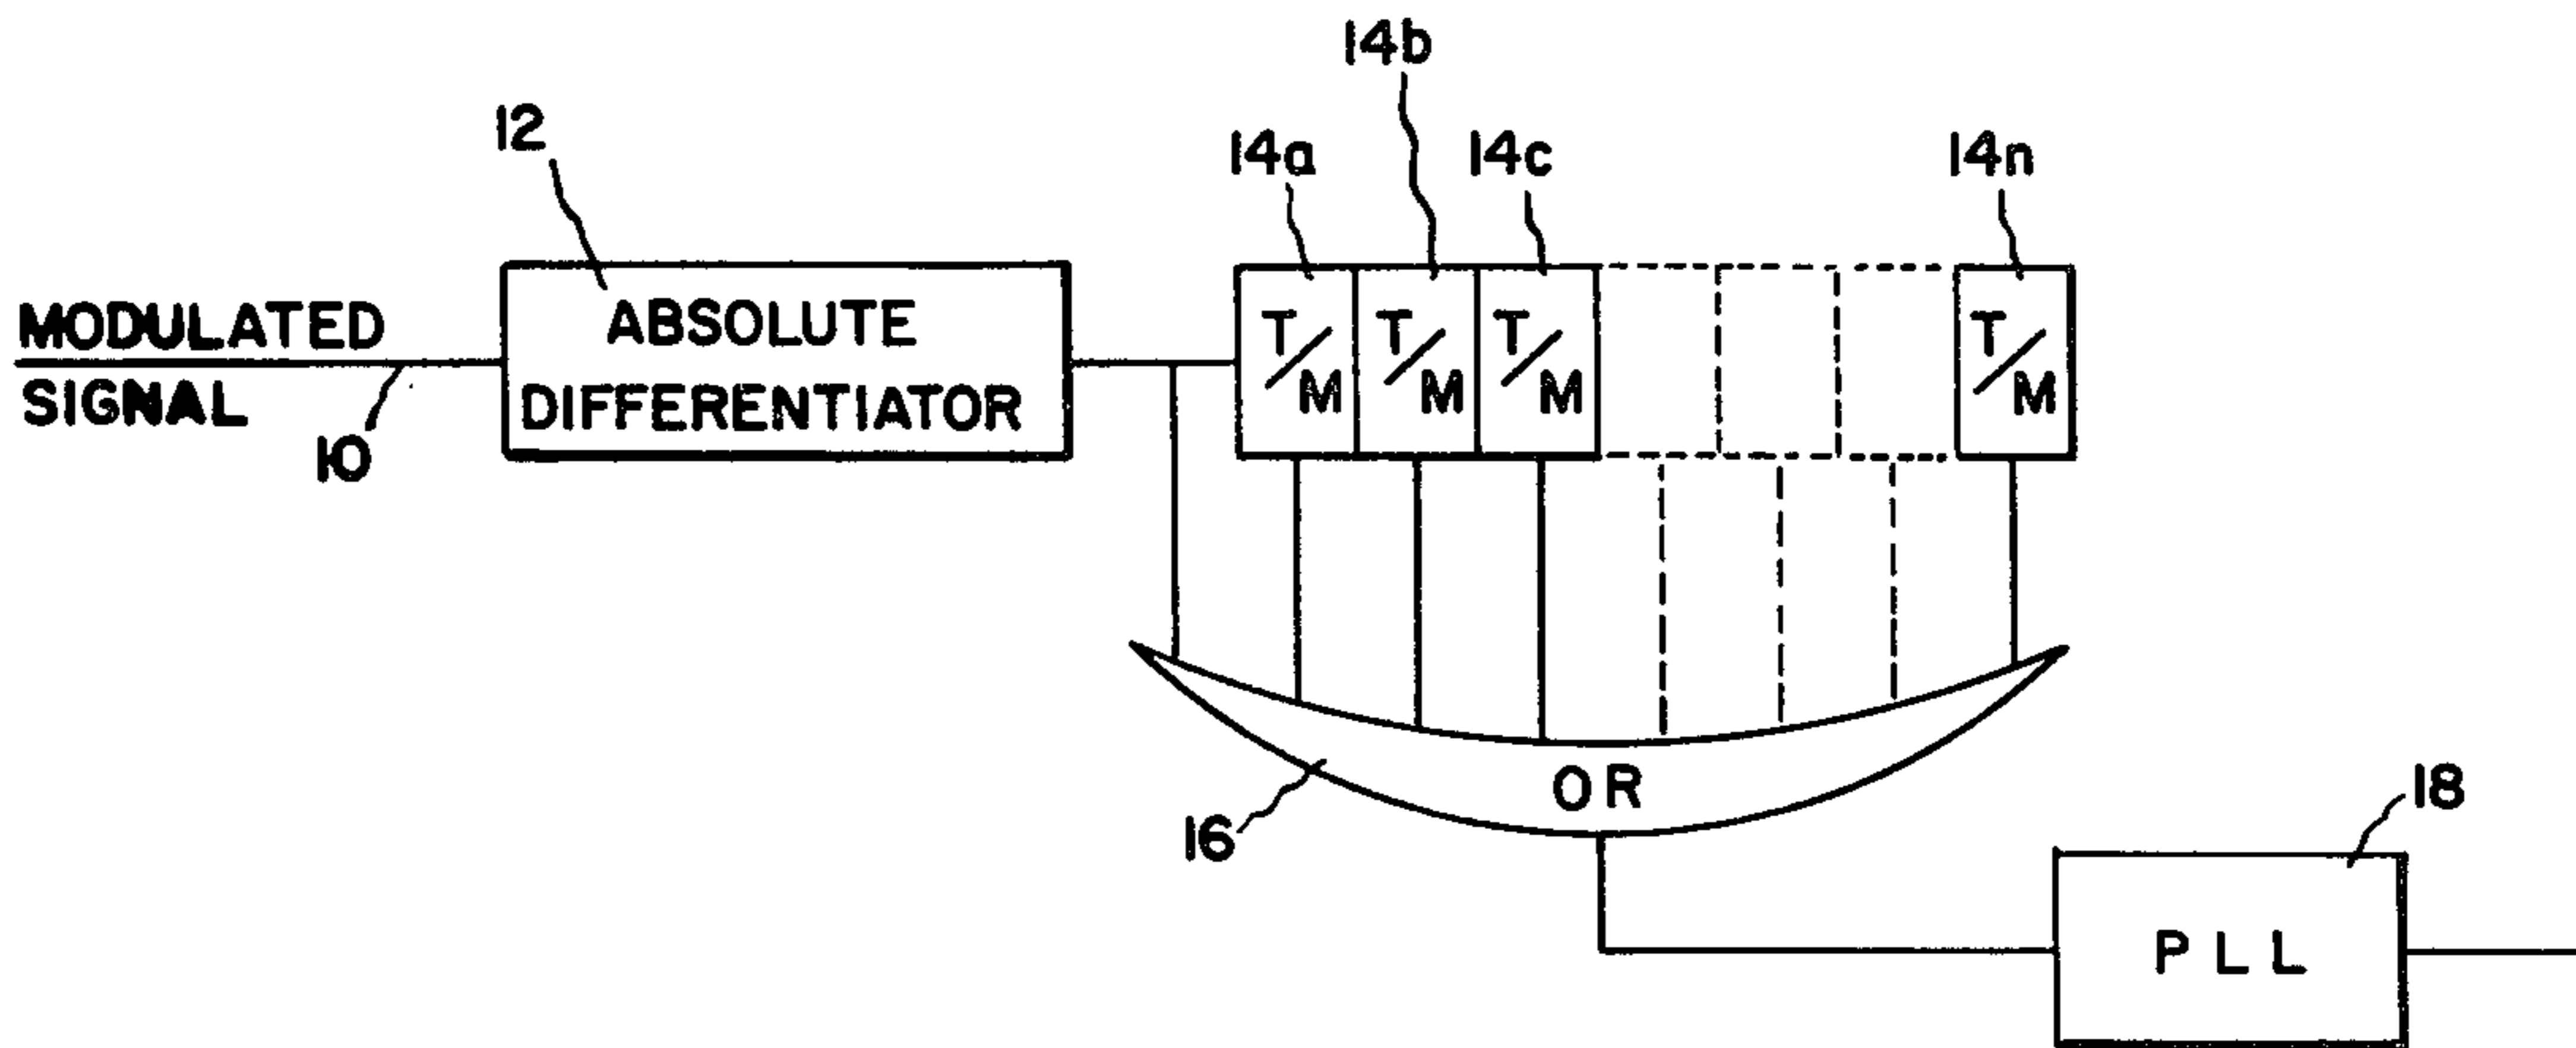 14b
12
14a
14c
14n
MODULATED
SIGNAL
10
ABSOLUTE
DIFFERENTIATOR
T/M
T/M
T/M
T/M
OR
16
18
PLL